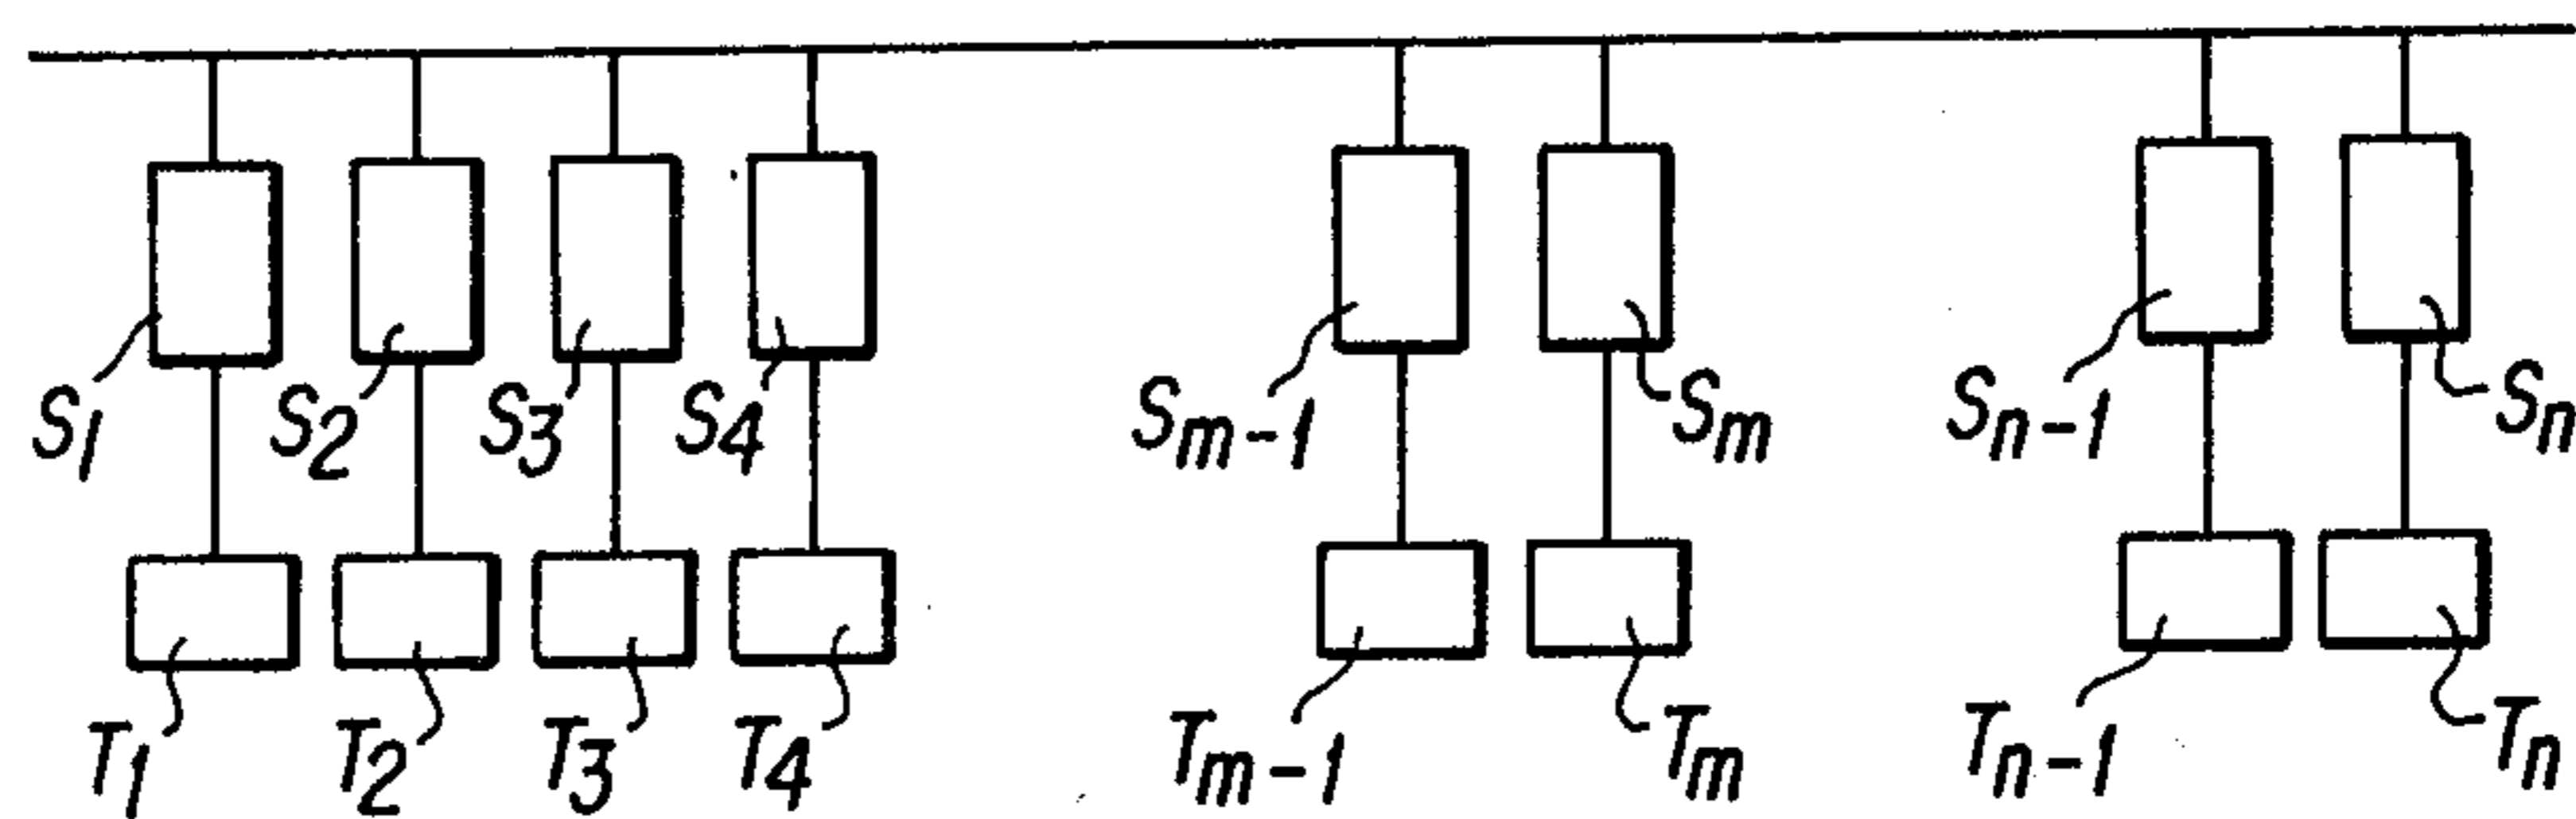 S1 S2 S3 S4 Sm-1 Sm Sn-1 Sn
T1 T2 T3 T4 Tm-1 Tm Tn-1 Tn